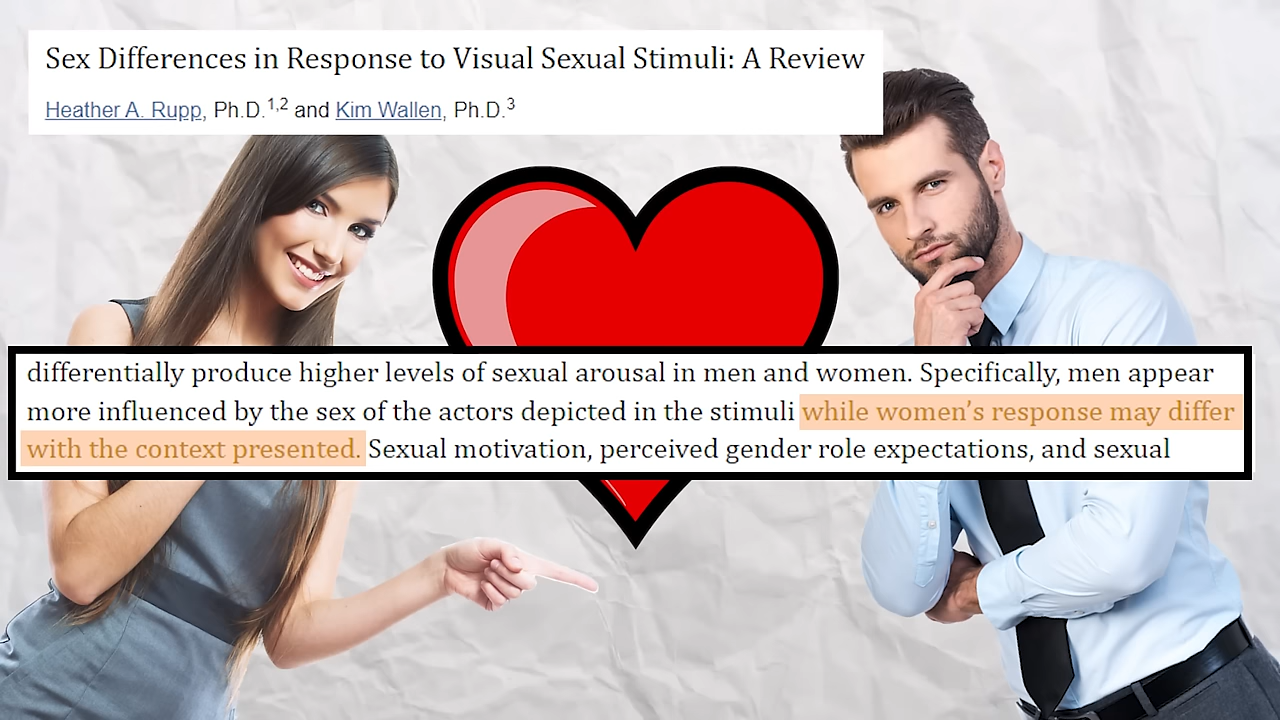 Sex Differences in Response to Visual Sexual Stimuli: A Review
Heather A. Rupp, Ph.D.1,2 and Kim Wallen, Ph.D.3
differentially produce higher levels of sexual arousal in men and women. Specifically, men appear
more influenced by the sex of the actors depicted in the stimuli while women’s response may differ
with the context presented. Sexual motivation, perceived gender role expectations, and sexual